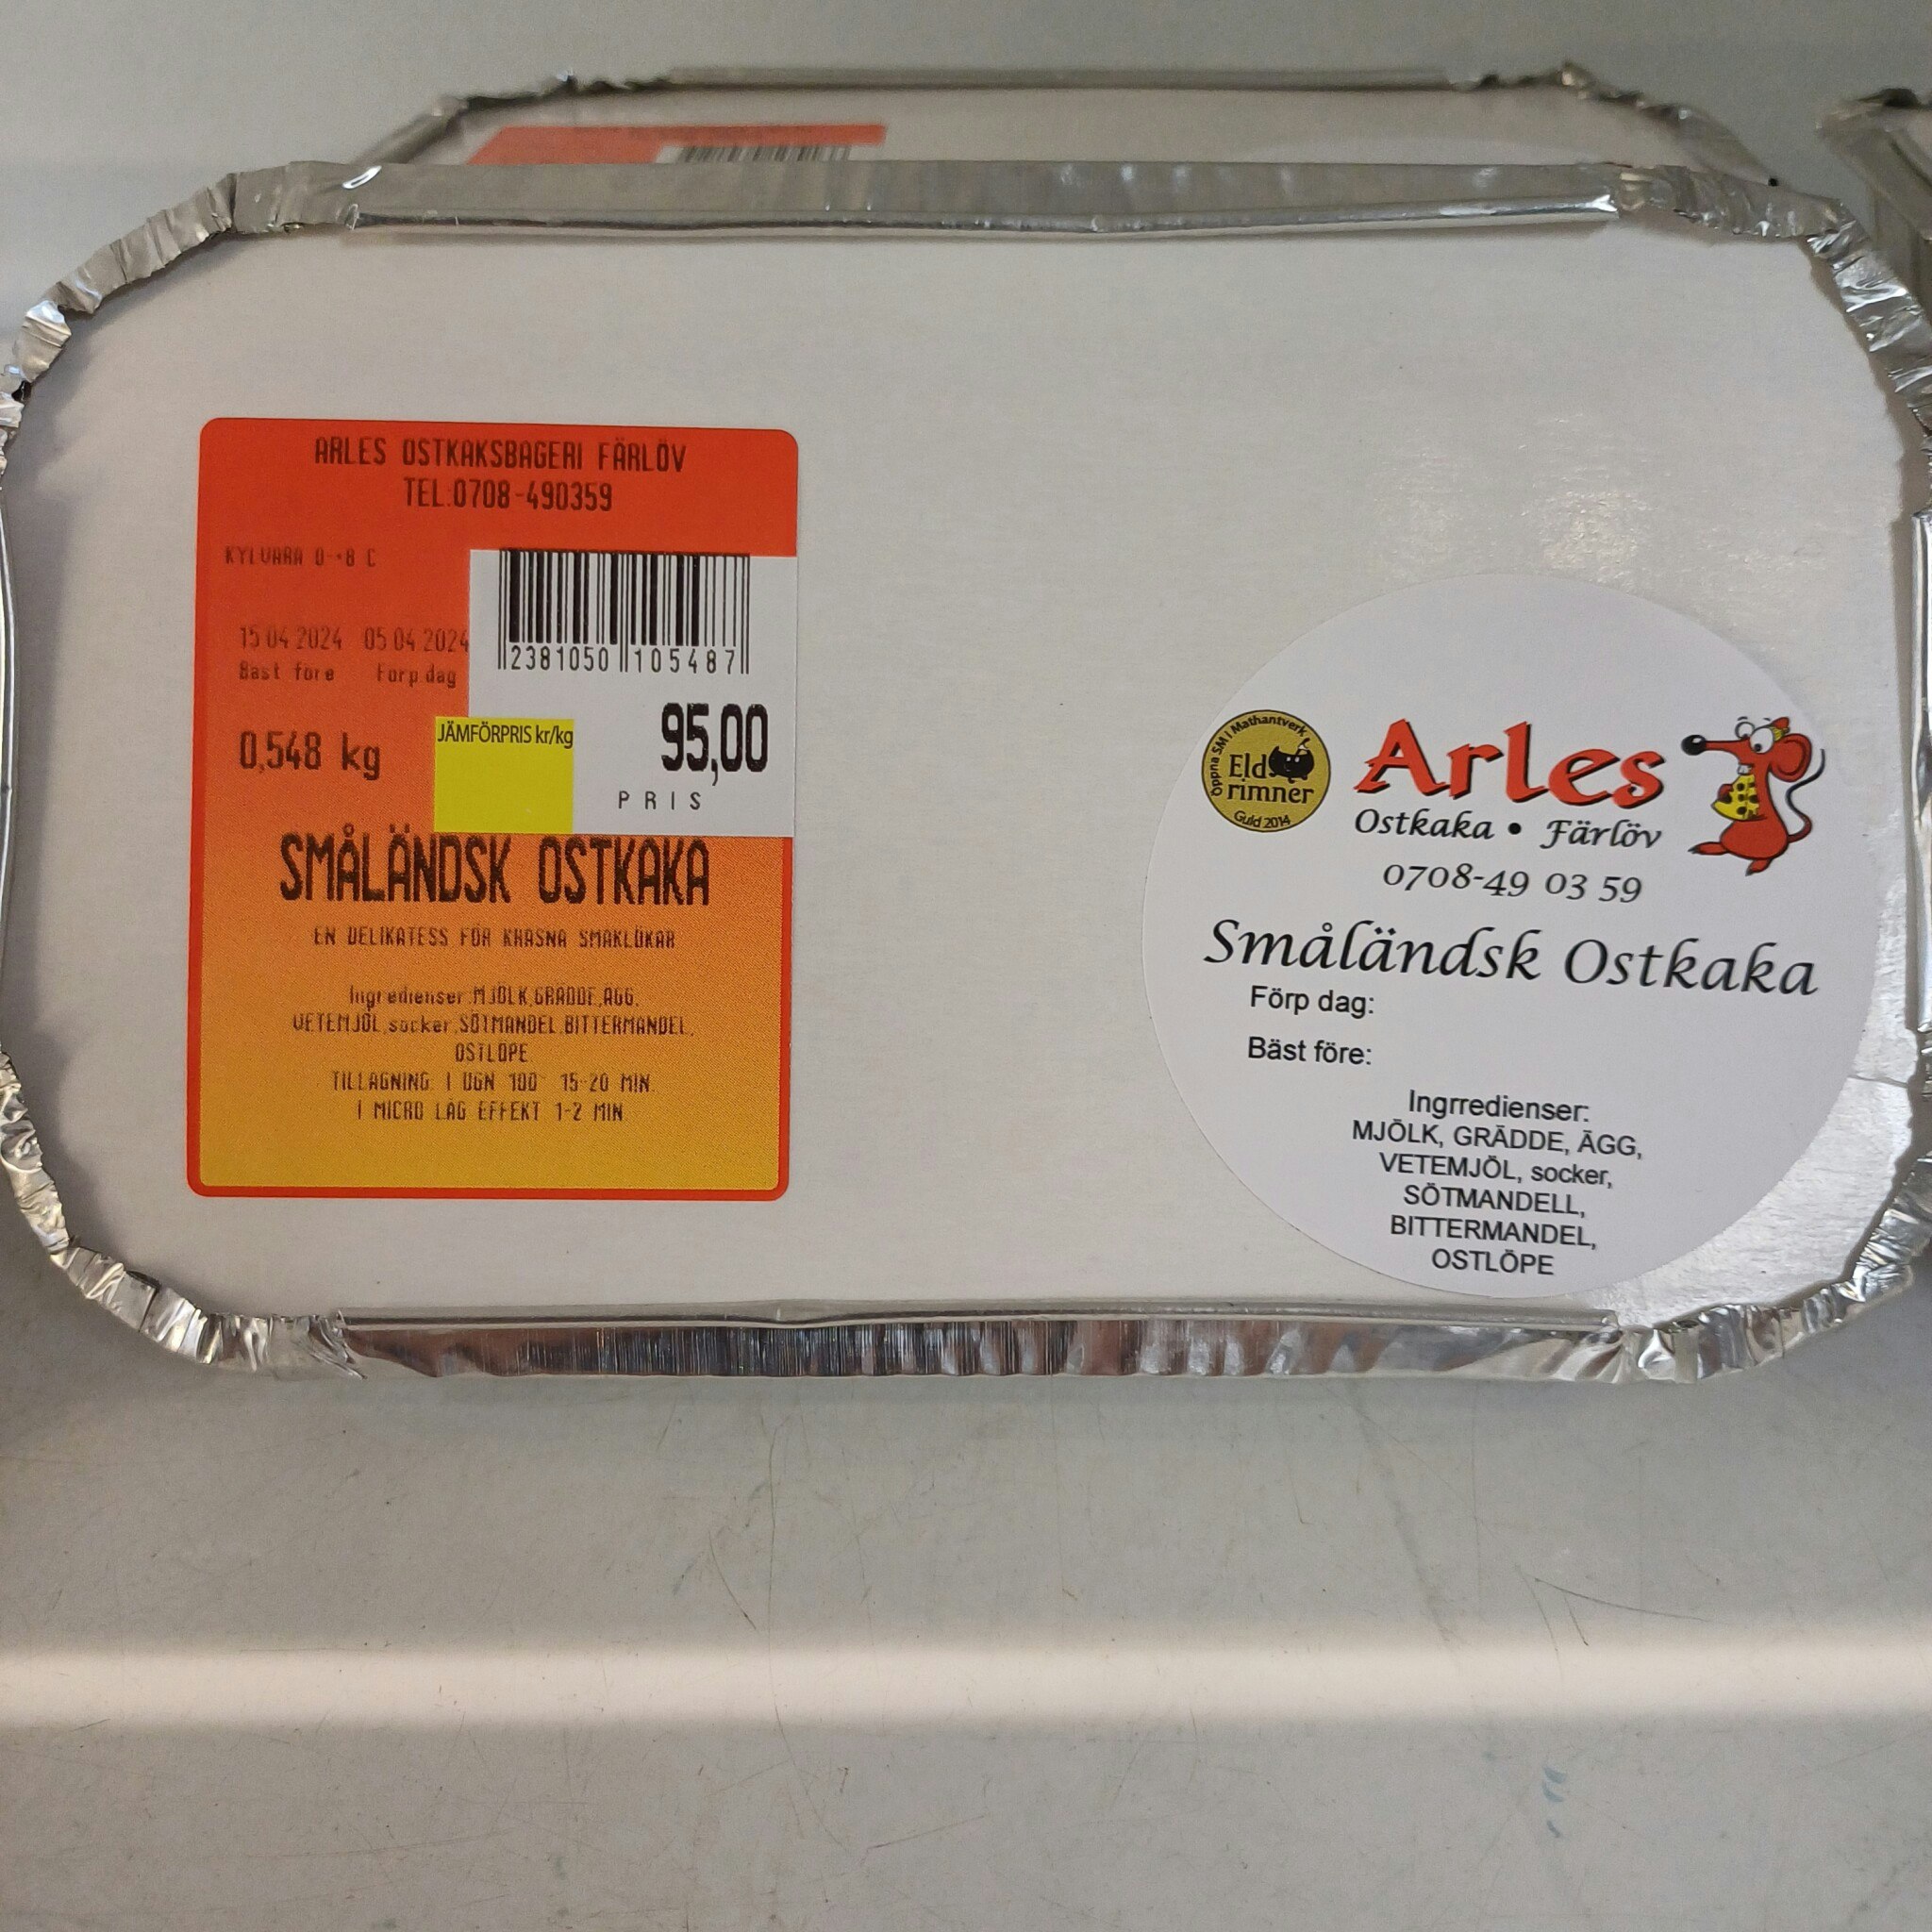 ARLES OSTKAKSBAGERI FÄRLÖV
TEL.0708-490359
KYLVARA 0-+8 C
2381050 105487
15.04.2024 05.04.2024
Bäst före Förp.dag
0,548 kg
JÄMFÖRPRIS kr/kg
95,00
PRIS
SMÅLÄNDSK OSTKAKA
EN DELIKATESS FÖR KRÄSNA SMAKLÖKAR
Ingredienser:MJÖLK,GRÄDDE,ÄGG,
VETEMJÖL,socker,SÖTMANDEL,BITTERMANDEL,
OSTLÖPE
TILLAGNING: I UGN 100° 15-20 MIN.
I MICRO LÅG EFFEKT 1-2 MIN
Öppna SM i Mathantverk
Eld
rimner
Guld 2014
Arles
Ostkaka • Färlöv
0708-49 03 59
Småländsk Ostkaka
Förp dag:
Bäst före:
Ingrredienser:
MJÖLK, GRÄDDE, ÄGG,
VETEMJÖL, socker,
SÖTMANDELL,
BITTERMANDEL,
OSTLÖPE